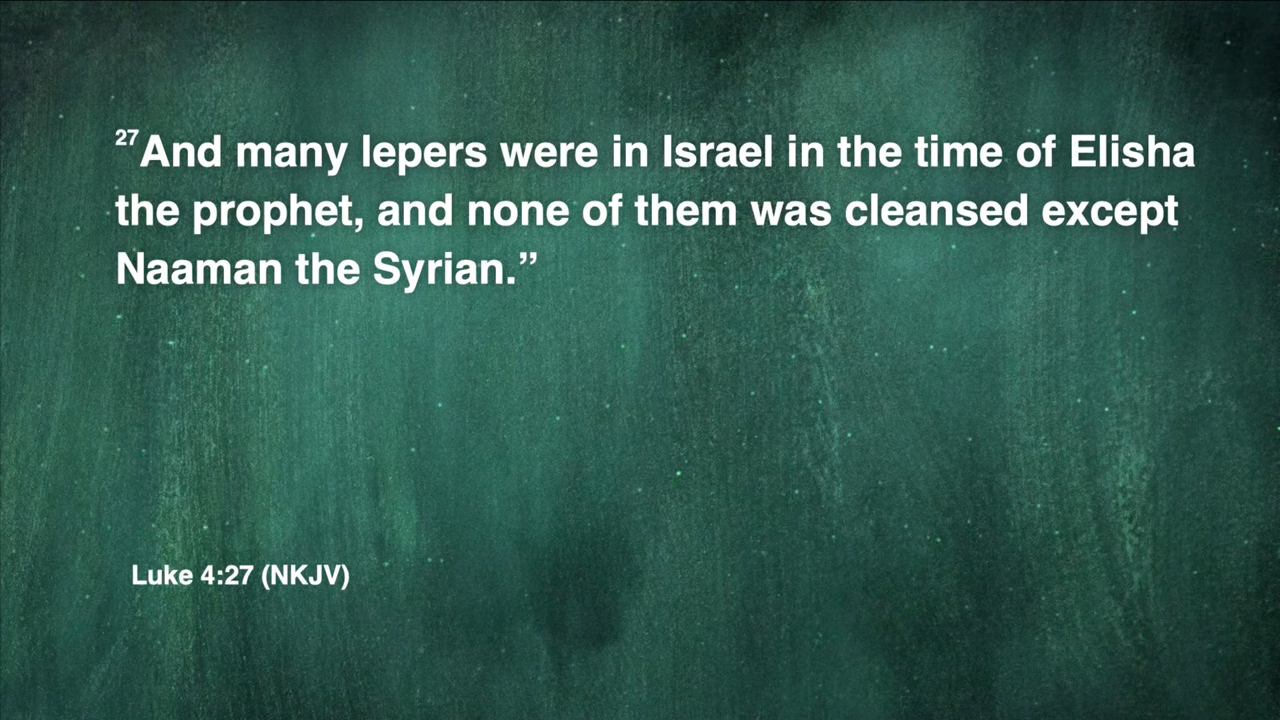 27And many lepers were in Israel in the time of Elisha
the prophet, and none of them was cleansed except
Naaman the Syrian.”
Luke 4:27 (NKJV)